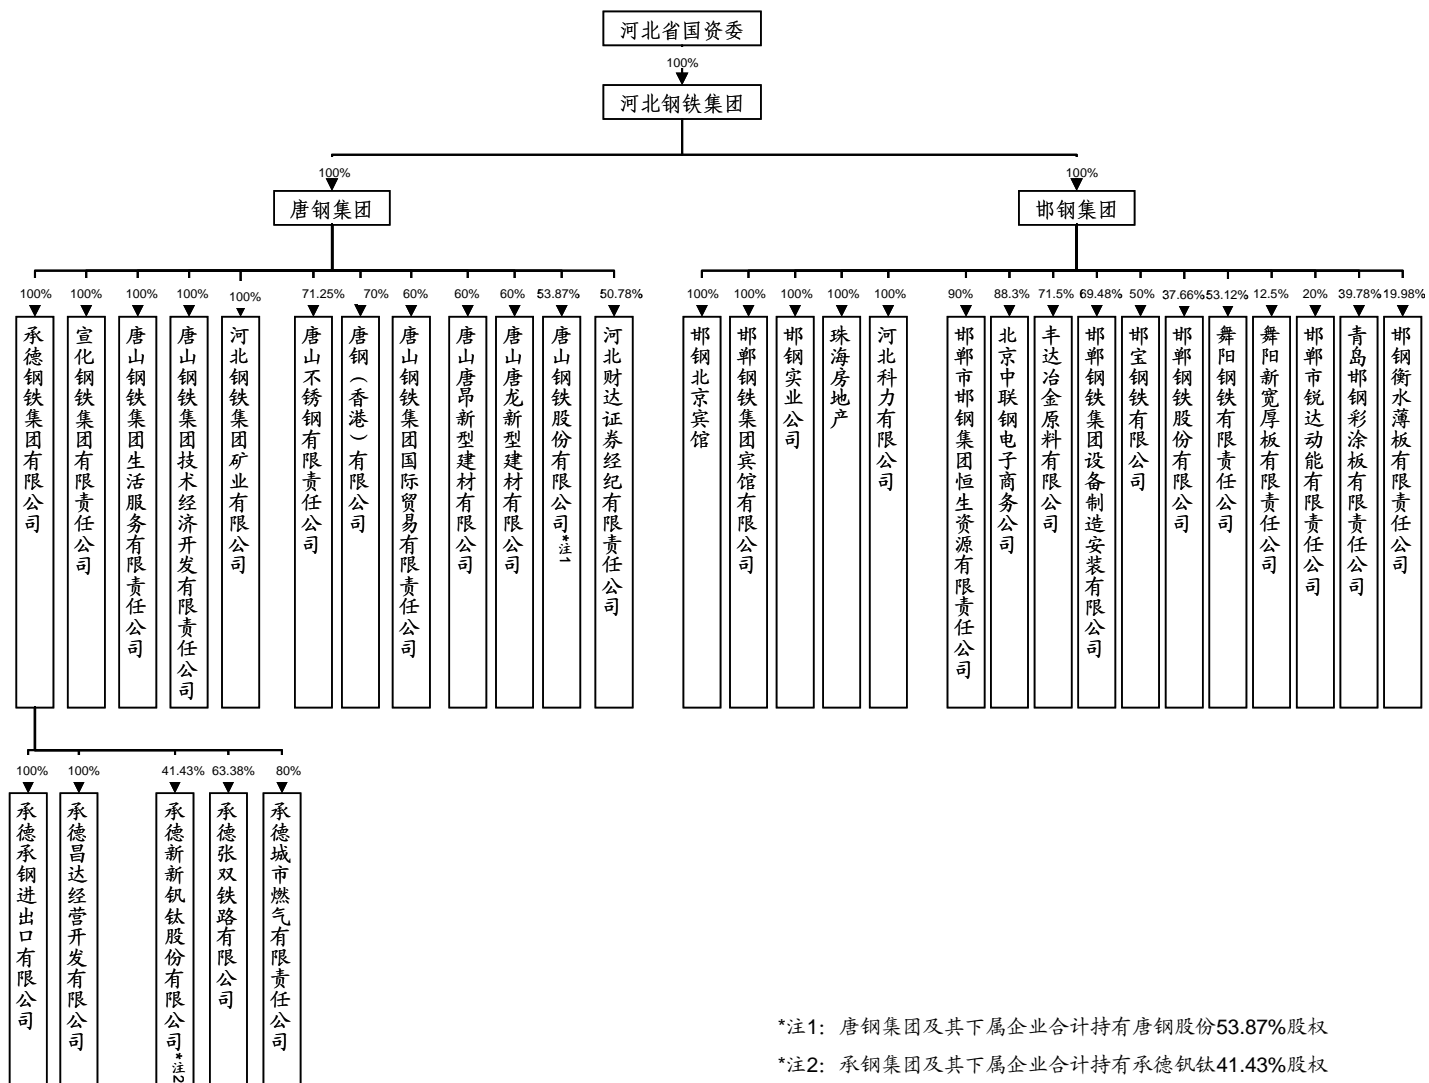 河北省国资委
100%
河北钢铁集团
100%
100%
唐钢集团
邯钢集团
100%
100%
100%
100%
100%
71.25%
70%
60%
60%
60%
53.87%
50.78%
100%
100%
100%
100%
100%
90%
88.3%
71.5%
69.48%
50%
37.66%
53.12%
12.5%
20%
39.78%
19.98%
承德钢铁集团有限公司
宣化钢铁集团有限责任公司
唐山钢铁集团生活服务有限责任公司
唐山钢铁集团技术经济开发有限责任公司
河北钢铁集团矿业有限公司
唐山不锈钢有限责任公司
唐钢（香港）有限公司
唐山钢铁集团国际贸易有限责任公司
唐山唐昂新型建材有限公司
唐山唐龙新型建材有限公司
唐山钢铁股份有限公司*注1
河北财达证券经纪有限责任公司
邯钢北京宾馆
邯郸钢铁集团宾馆有限公司
邯钢实业公司
珠海房地产
河北科力有限公司
邯郸市邯钢集团恒生资源有限责任公司
北京中联钢电子商务公司
丰达冶金原料有限公司
邯郸钢铁集团设备制造安装有限公司
邯宝钢铁有限公司
邯郸钢铁股份有限公司
舞阳钢铁有限责任公司
舞阳新宽厚板有限责任公司
邯郸市锐达动能有限责任公司
青岛邯钢彩涂板有限责任公司
邯钢衡水薄板有限责任公司
100%
100%
41.43%
63.38%
80%
承德承钢进出口有限公司
承德昌达经营开发有限公司
承德新新钒钛股份有限公司*注2
承德张双铁路有限公司
承德城市燃气有限责任公司
*注1：唐钢集团及其下属企业合计持有唐钢股份53.87%股权
*注2：承钢集团及其下属企业合计持有承德钒钛41.43%股权